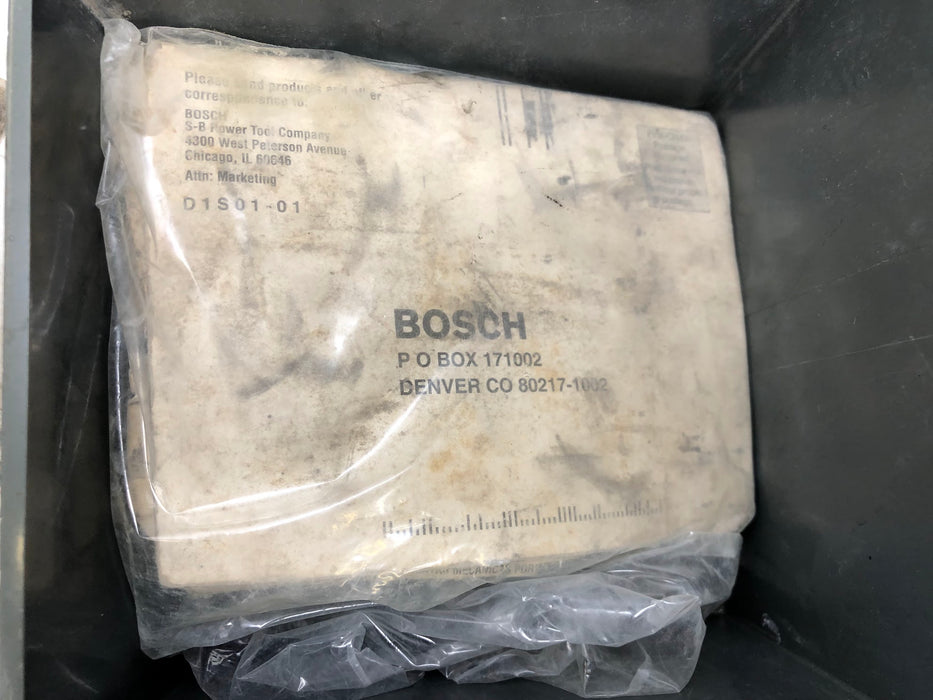 Please send products and other
correspondence to:
BOSCH
S-B Power Tool Company
4300 West Peterson Avenue
Chicago, IL 60646
Attn: Marketing
D1S01-01
BOSCH
P O BOX 171002
DENVER CO 80217-1002